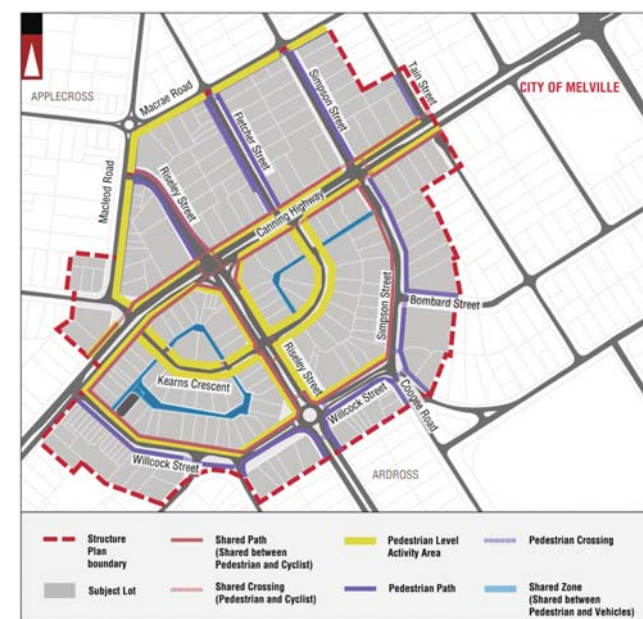 APPLECROSS
Macrae Road
Fletcher Street
Simpson Street
Tain Street
CITY OF MELVILLE
Macleod Road
Riseley Street
Canning Highway
Simpson Street
Bombard Street
Kearns Crescent
Riseley Street
Willcock Street
Coogee Road
Willcock Street
ARDROSS
Structure
Plan
boundary
Shared Path
(Shared between
Pedestrian and Cyclist)
Pedestrian Level
Activity Area
Pedestrian Crossing
Subject Lot
Shared Crossing
(Pedestrian and Cyclist)
Pedestrian Path
Shared Zone
(Shared between
Pedestrian and Vehicles)